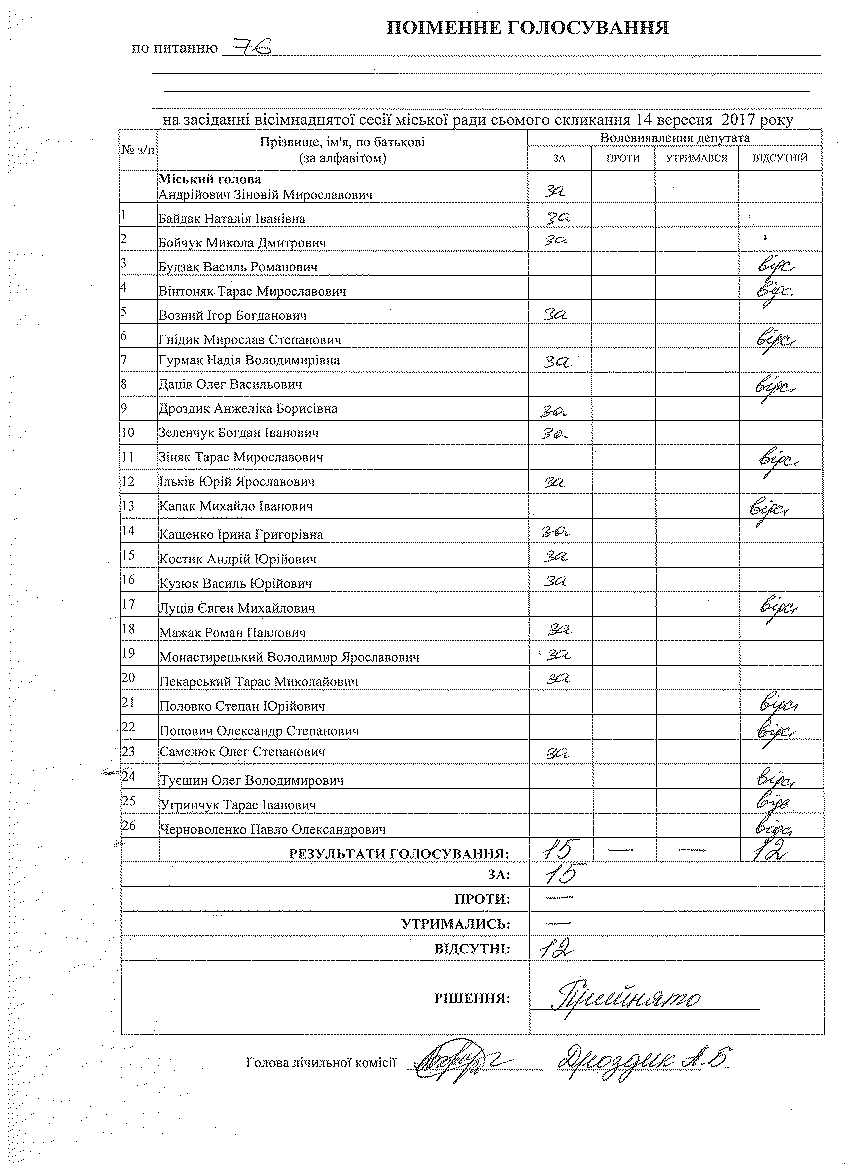 ПОІМЕННЕ ГОЛОСУВАННЯ
по питанню 76
на засіданні вісімнадцятої сесії міської ради сьомого скликання 14 вересня 2017 року
№ з/п Прізвище, ім'я, по батькові (за алфавітом) Волевиявлення депутата
ЗА ПРОТИ УТРИМАВСЯ ВІДСУТНІЙ
Міський голова
Андрійович Зіновій Мирославович за
1 Байдак Наталія Іванівна за
2 Бойчук Микола Дмитрович за
3 Будзак Василь Романович відс.
4 Вінтоняк Тарас Мирославович відс.
5 Возний Ігор Богданович за
6 Гнідик Мирослав Степанович відс.
7 Гурмак Надія Володимирівна за
8 Даців Олег Васильович відс.
9 Дроздик Анжеліка Борисівна за
10 Зеленчук Богдан Іванович за
11 Зіняк Тарас Мирославович відс.
12 Ільків Юрій Ярославович за
13 Капак Михайло Іванович відс.
14 Кащенко Ірина Григорівна за
15 Костик Андрій Юрійович за
16 Кузюк Василь Юрійович за
17 Луців Євген Михайлович відс.
18 Мажак Роман Павлович за
19 Монастирецький Володимир Ярославович за
20 Пекарський Тарас Миколайович за
21 Половко Степан Юрійович відс.
22 Попович Олександр Степанович відс.
23 Самелюк Олег Степанович за
24 Туєшин Олег Володимирович відс.
25 Угринчук Тарас Іванович відс
26 Черноволенко Павло Олександрович відс.
РЕЗУЛЬТАТИ ГОЛОСУВАННЯ: 15 — — 12
ЗА: 15
ПРОТИ: —
УТРИМАЛИСЬ: —
ВІДСУТНІ: 12
РІШЕННЯ: Прийнято
Голова лічильної комісії Дроздик А.Б.